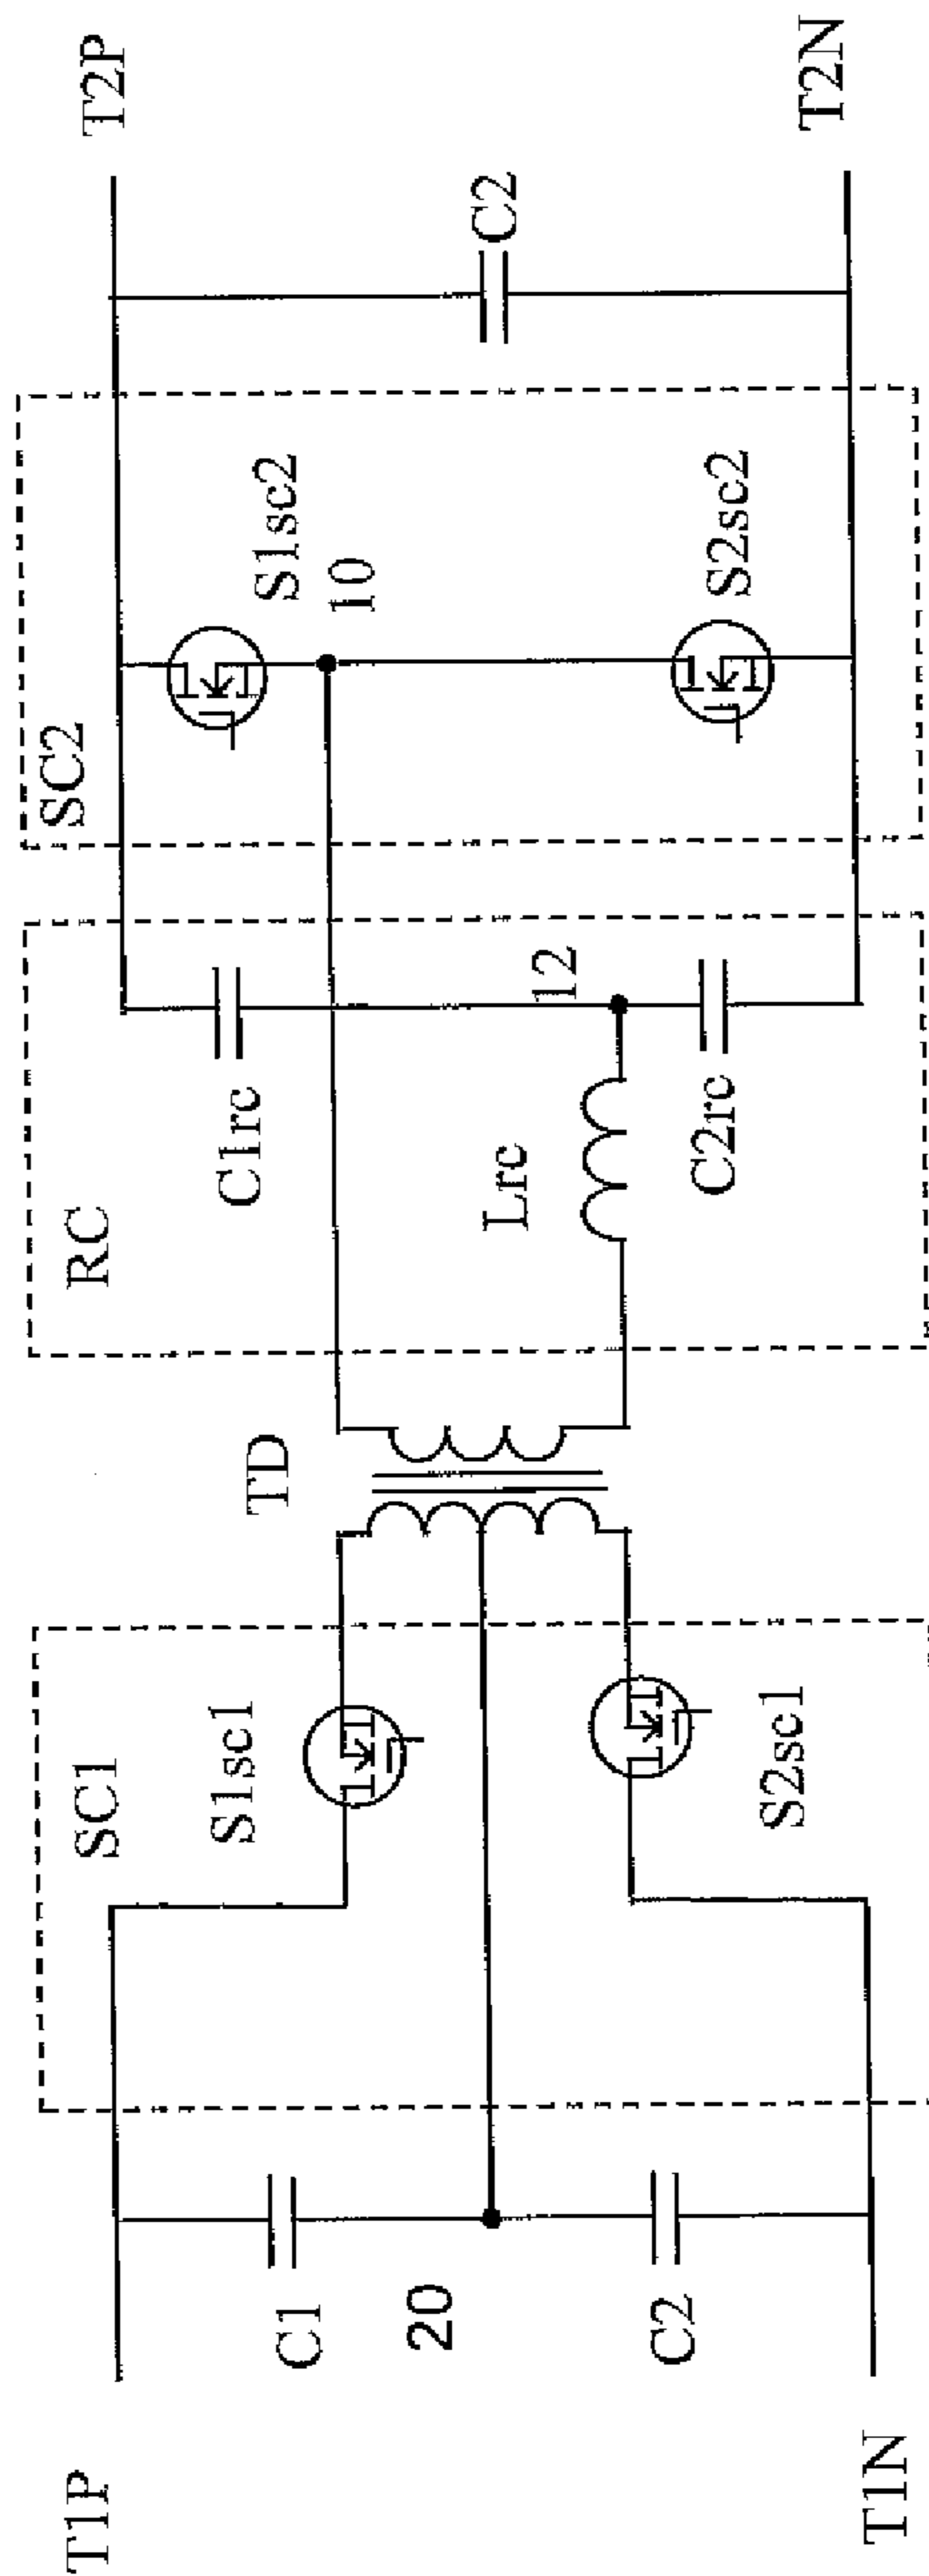 T1P
T1N
C1
20
C2
SC1
S1sc1
S2sc1
TD
RC
C1rc
Lrc
12
C2rc
SC2
S1sc2
10
S2sc2
C2
T2P
T2N